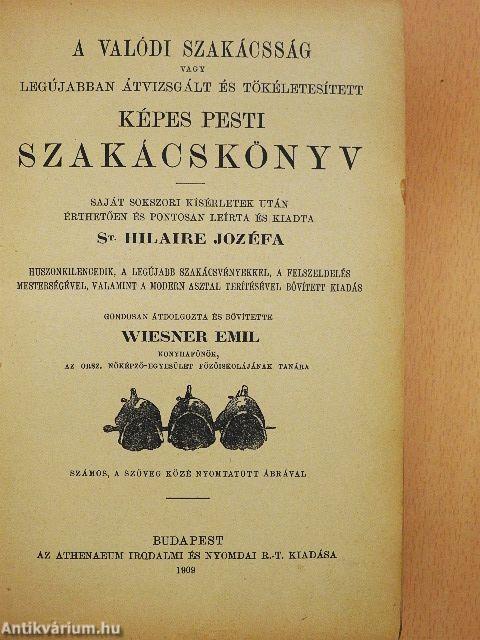 A VALÓDI SZAKÁCSSÁG
VAGY
LEGÚJABBAN ÁTVIZSGÁLT ÉS TÖKÉLETESÍTETT
KÉPES PESTI
SZAKÁCSKÖNYV
SAJÁT SOKSZORI KÍSÉRLETEK UTÁN
ÉRTHETŐEN ÉS PONTOSAN LEÍRTA ÉS KIADTA
ST. HILAIRE JOZÉFA
HUSZONKILENCEDIK, A LEGÚJABB SZAKÁCSVÉNYEKKEL, A FELSZELDELÉS
MESTERSÉGÉVEL, VALAMINT A MODERN ASZTAL TERÍTÉSÉVEL BŐVÍTETT KIADÁS
GONDOSAN ÁTDOLGOZTA ÉS BŐVÍTETTE
WIESNER EMIL
KONYHAFŐNÖK,
AZ ORSZ. NŐKÉPZŐ-EGYESÜLET FŐZŐISKOLÁJÁNAK TANÁRA
SZÁMOS, A SZÖVEG KÖZÉ NYOMTATOTT ÁBRÁVAL
BUDAPEST
AZ ATHENAEUM IRODALMI ÉS NYOMDAI R.-T. KIADÁSA
1909
Antikvárium.hu